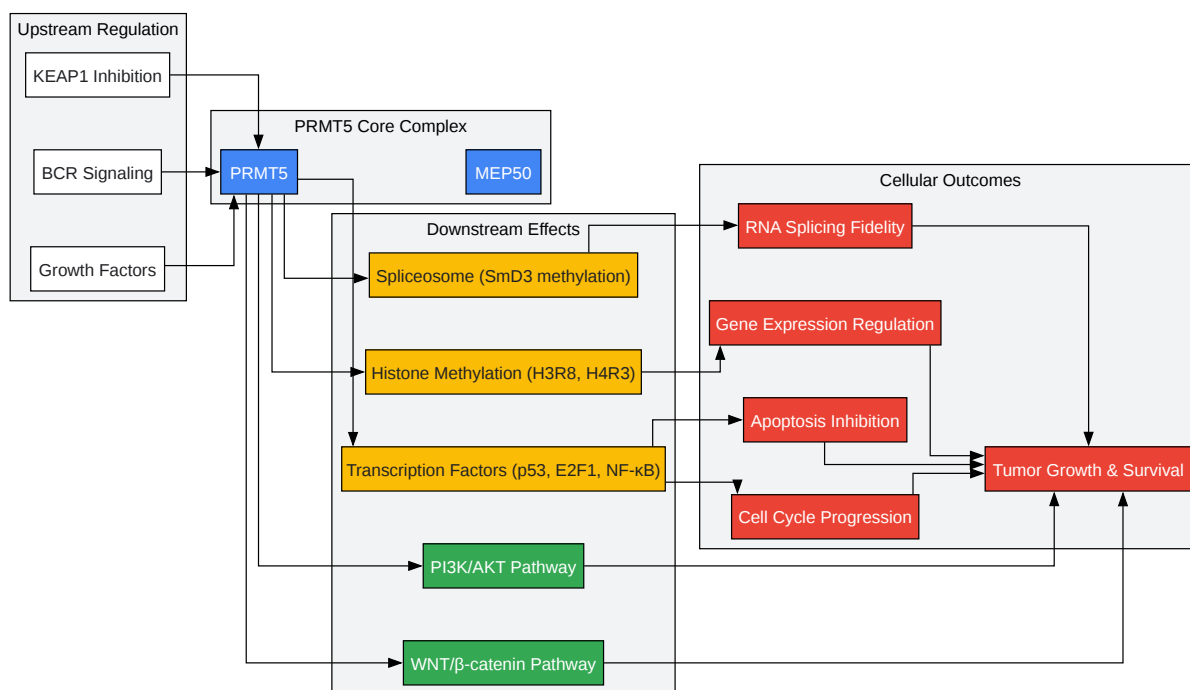 Upstream Regulation
KEAP1 Inhibition
BCR Signaling
Growth Factors
PRMT5 Core Complex
PRMT5
MEP50
Downstream Effects
Spliceosome (SmD3 methylation)
Histone Methylation (H3R8, H4R3)
Transcription Factors (p53, E2F1, NF-κB)
PI3K/AKT Pathway
WNT/β-catenin Pathway
Cellular Outcomes
RNA Splicing Fidelity
Gene Expression Regulation
Apoptosis Inhibition
Cell Cycle Progression
Tumor Growth & Survival